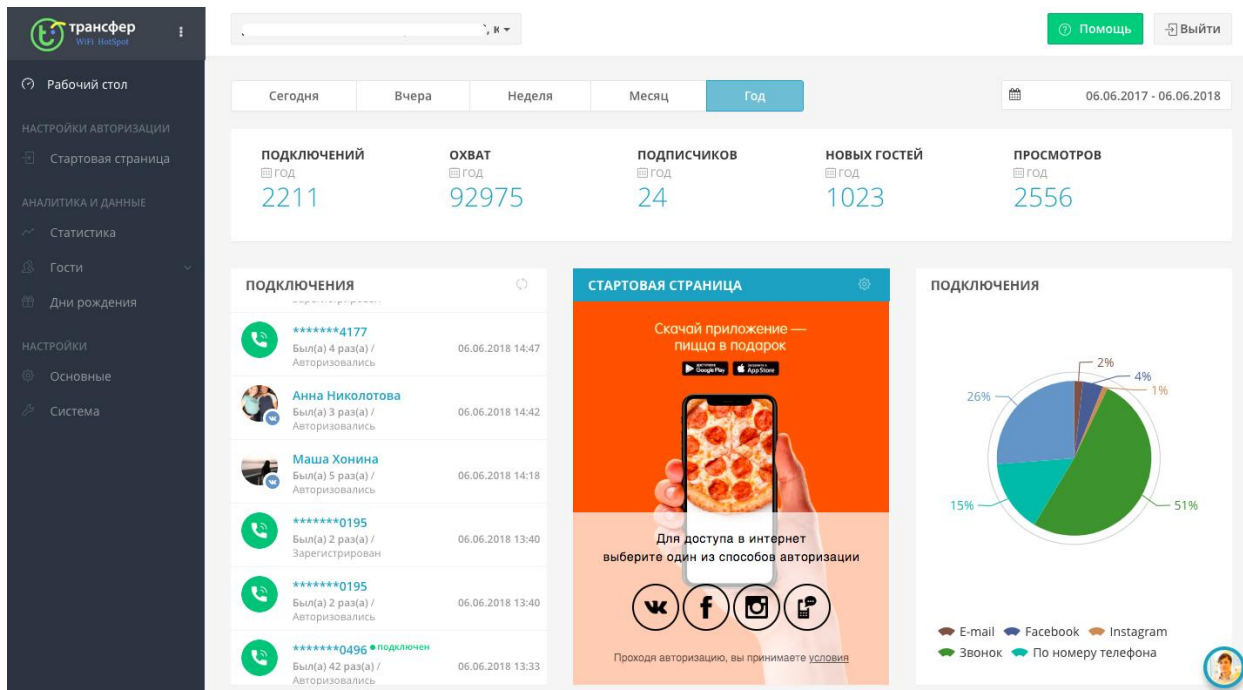 трансфер
WiFi HotSpot
Помощь
Выйти
Рабочий стол
НАСТРОЙКИ АВТОРИЗАЦИИ
Стартовая страница
АНАЛИТИКА И ДАННЫЕ
Статистика
Гости
Дни рождения
НАСТРОЙКИ
Основные
Система
Сегодня Вчера Неделя Месяц Год
06.06.2017 - 06.06.2018
ПОДКЛЮЧЕНИЙ
ГОД
2211
ОХВАТ
ГОД
92975
ПОДПИСЧИКОВ
ГОД
24
НОВЫХ ГОСТЕЙ
ГОД
1023
ПРОСМОТРОВ
ГОД
2556
ПОДКЛЮЧЕНИЯ
*******4177
Был(а) 4 раз(а) /
Авторизовались
06.06.2018 14:47
Анна Николотова
Был(а) 3 раз(а) /
Авторизовались
06.06.2018 14:42
Маша Хонина
Был(а) 5 раз(а) /
Авторизовались
06.06.2018 14:18
*******0195
Был(а) 2 раз(а) /
Зарегистрирован
06.06.2018 13:40
*******0195
Был(а) 2 раз(а) /
Авторизовались
06.06.2018 13:40
*******0496 подключен
Был(а) 42 раз(а) /
Авторизовались
06.06.2018 13:33
СТАРТОВАЯ СТРАНИЦА
Скачай приложение —
пицца в подарок
Google Play
App Store
Для доступа в интернет
выберите один из способов авторизации
Проходя авторизацию, вы принимаете условия
ПОДКЛЮЧЕНИЯ
2%
4%
1%
26%
15%
51%
E-mail Facebook Instagram
Звонок По номеру телефона